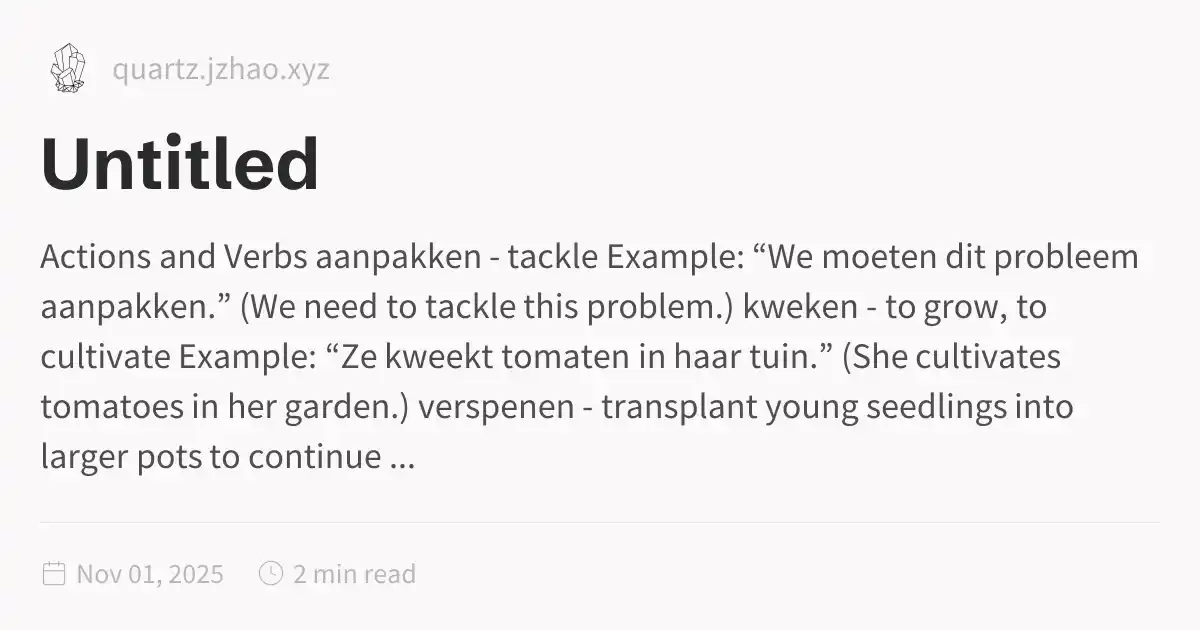 quartz.jzhao.xyz
Untitled
Actions and Verbs aanpakken - tackle Example: “We moeten dit probleem
aanpakken.” (We need to tackle this problem.) kweken - to grow, to
cultivate Example: “Ze kweekt tomaten in haar tuin.” (She cultivates
tomatoes in her garden.) verspenen - transplant young seedlings into
larger pots to continue ...
Nov 01, 2025 2 min read